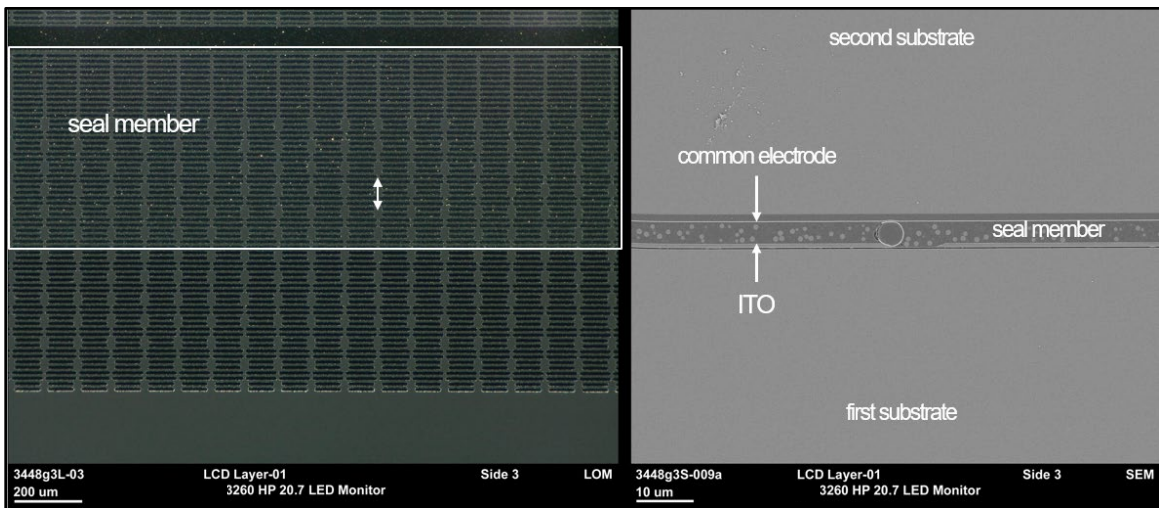 seal member
3448g3L-03 LCD Layer-01 Side 3 LOM
200 um 3260 HP 20.7 LED Monitor
second substrate
common electrode
seal member
ITO
first substrate
3448g3S-009a LCD Layer-01 Side 3 SEM
10 um 3260 HP 20.7 LED Monitor